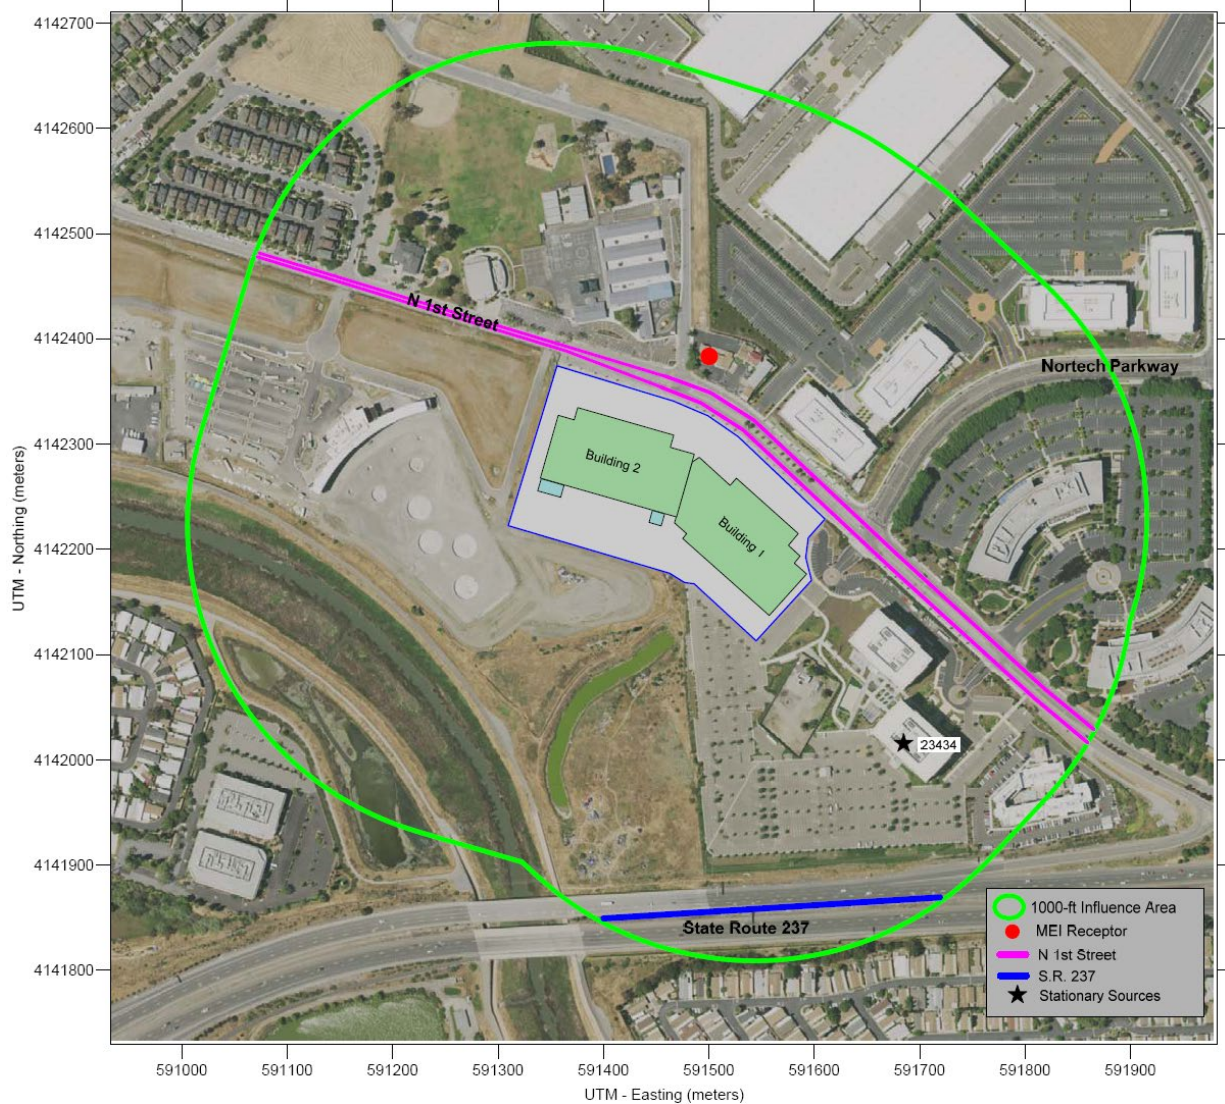 4142700
4142600
4142500
4142400
4142300
4142200
4142100
4142000
4141900
4141800
UTM - Northing (meters)
N 1st Street
Nortech Parkway
Building 2
Building 1
23434
State Route 237
1000-ft Influence Area
MEI Receptor
N 1st Street
S.R. 237
Stationary Sources
591000
591100
591200
591300
591400
591500
591600
591700
591800
591900
UTM - Easting (meters)